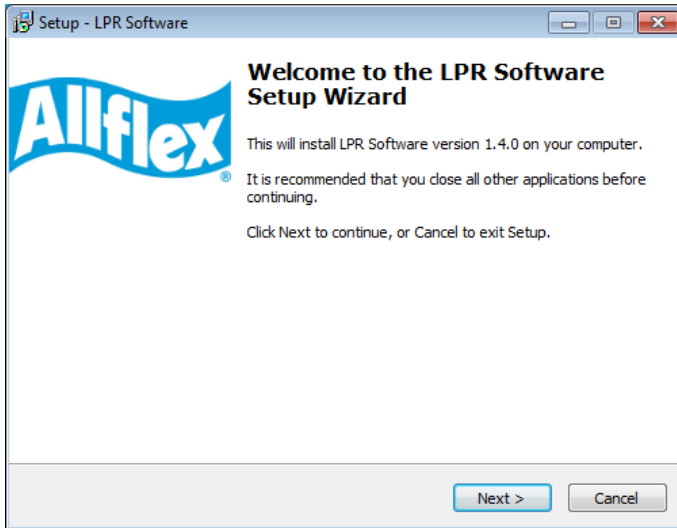 Setup - LPR Software
Allflex
®
Welcome to the LPR Software
Setup Wizard
This will install LPR Software version 1.4.0 on your computer.
It is recommended that you close all other applications before
continuing.
Click Next to continue, or Cancel to exit Setup.
Next >
Cancel